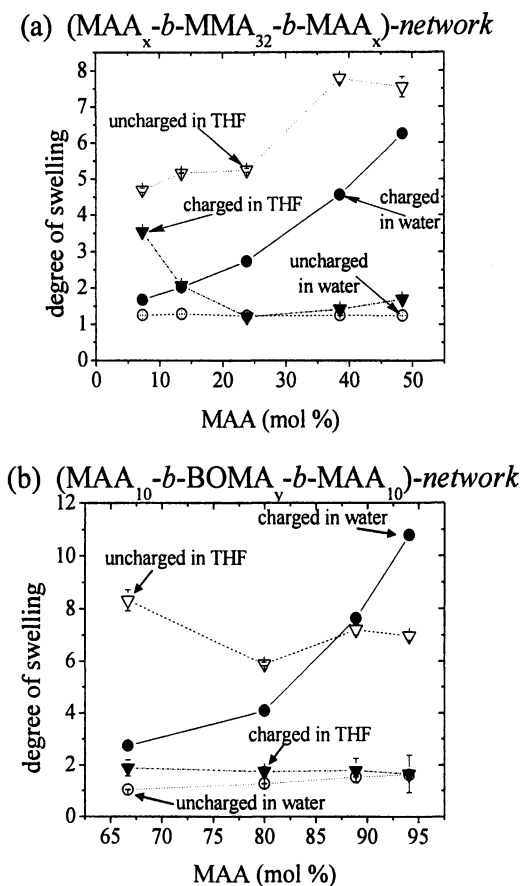 (a) (MAAₓ-b-MMA₃₂-b-MAAₓ)-network
8
7
6
5
4
3
2
1
0
degree of swelling
uncharged in THF
charged in THF
charged
in water
uncharged
in water
0 10 20 30 40 50
MAA (mol %)
(b) (MAA₁₀-b-BOMAᵧ-b-MAA₁₀)-network
12
10
8
6
4
2
0
degree of swelling
charged in water
uncharged in THF
charged in THF
uncharged in water
65 70 75 80 85 90 95
MAA (mol %)